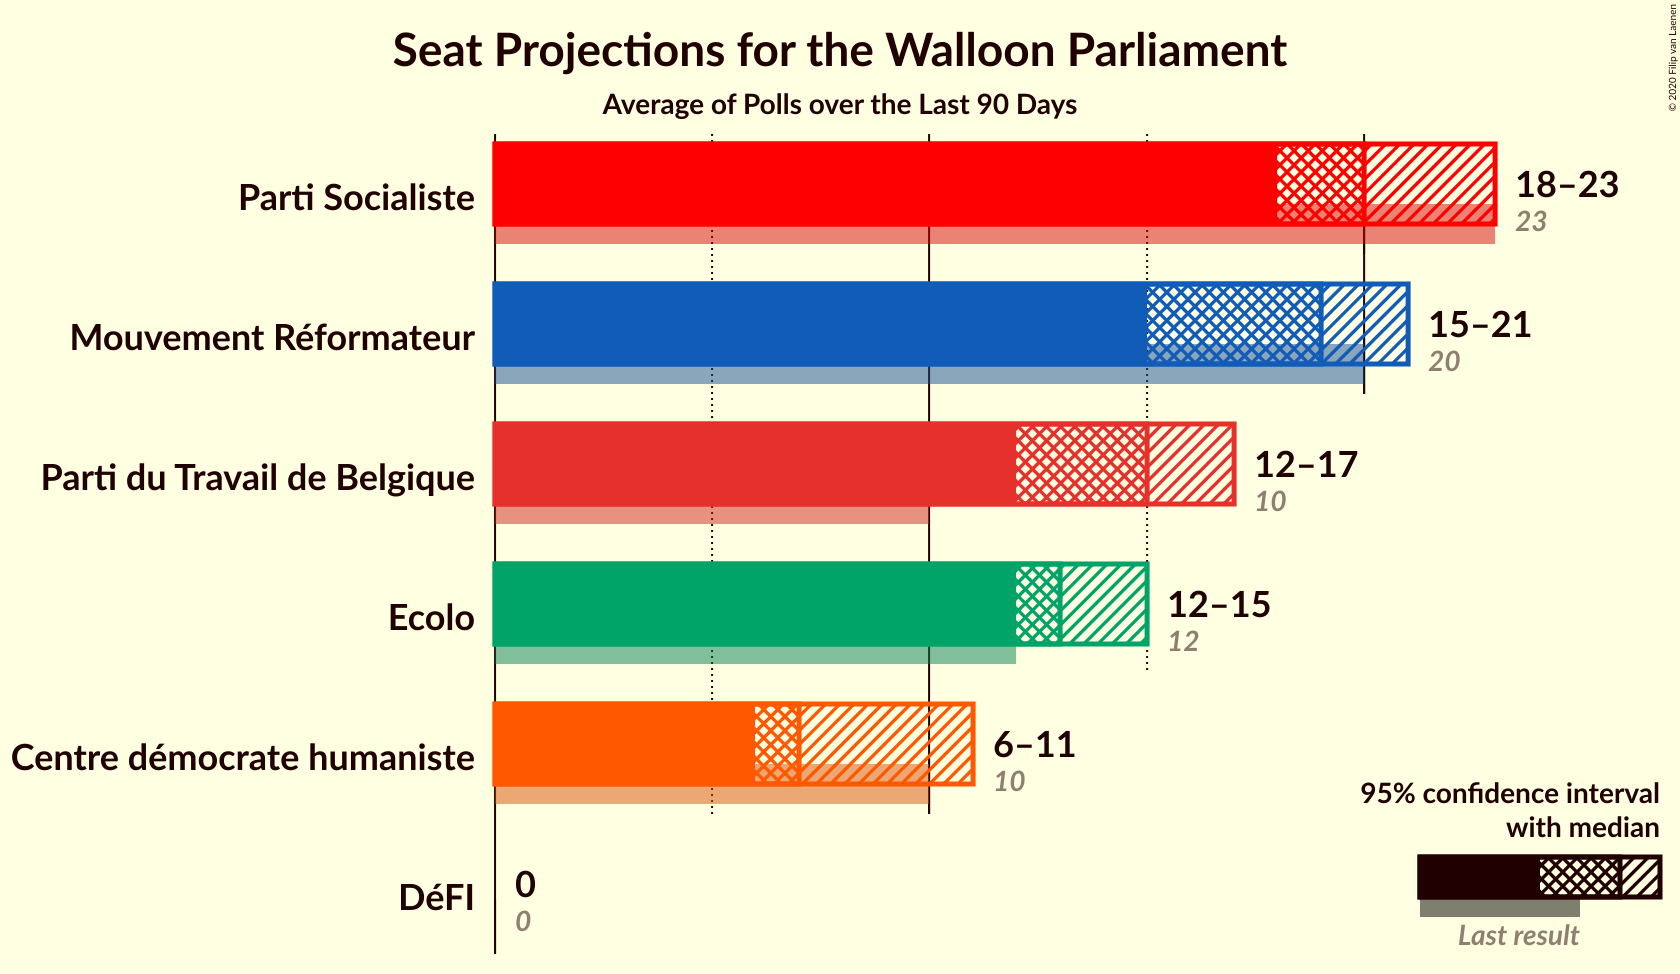 Seat Projections for the Walloon Parliament
Average of Polls over the Last 90 Days
© 2020 Filip van Laenen
Parti Socialiste
18–23
23
Mouvement Réformateur
15–21
20
Parti du Travail de Belgique
12–17
10
Ecolo
12–15
12
Centre démocrate humaniste
6–11
10
DéFI
0
0
95% confidence interval
with median
Last result